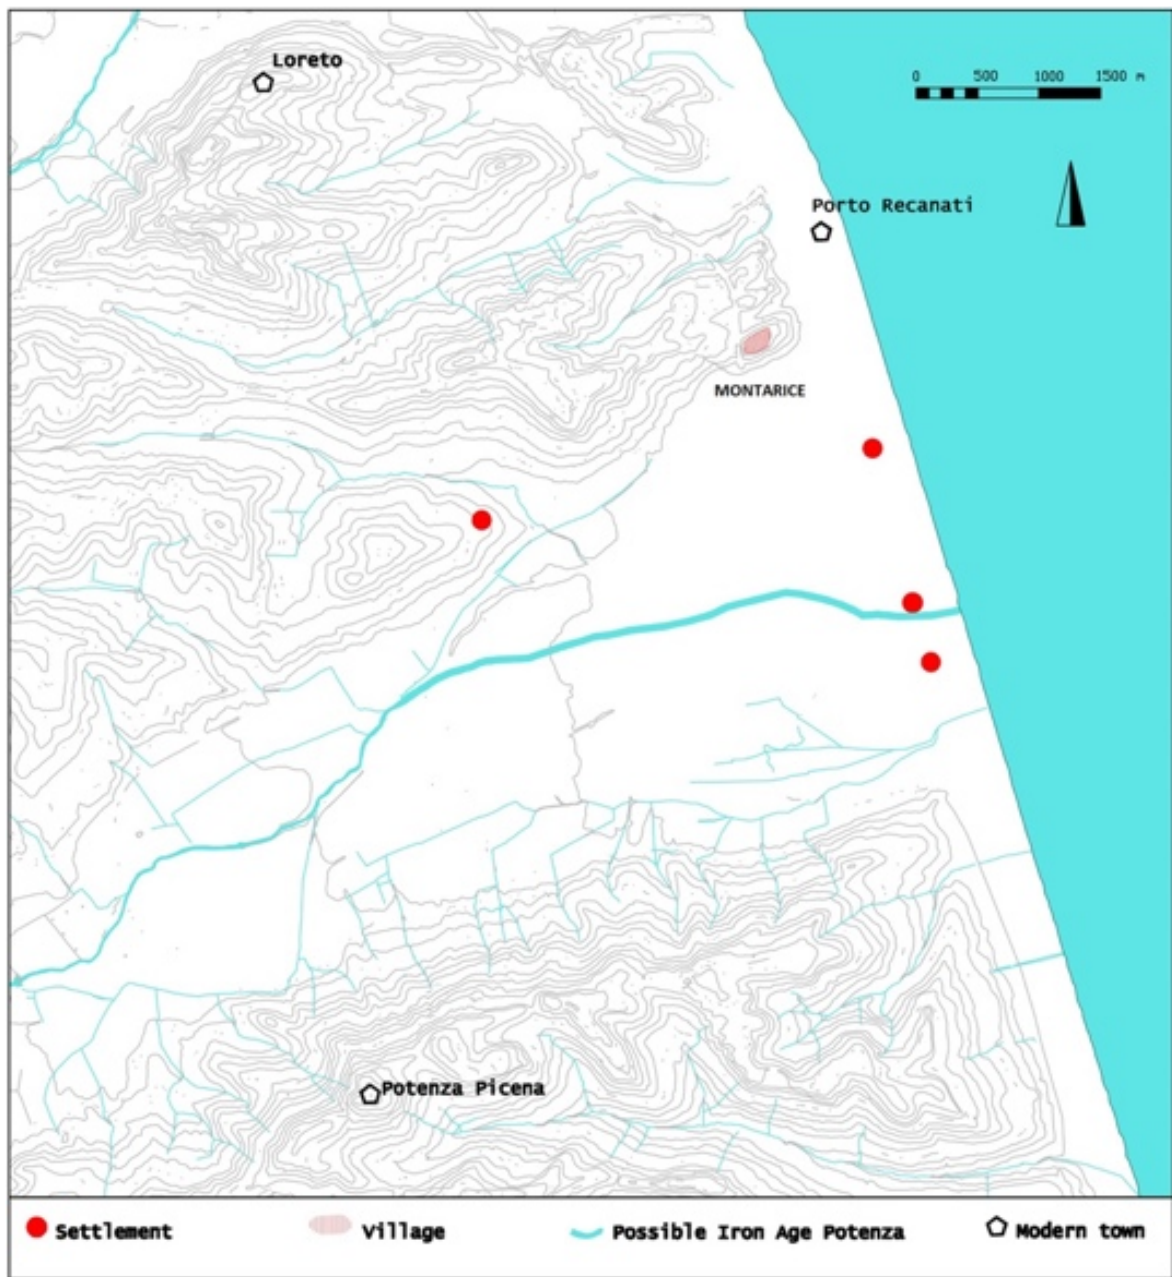 Loreto
0 500 1000 1500 m
Porto Recanati
MONTARICE
Potenza Picena
Settlement Village Possible Iron Age Potenza Modern town